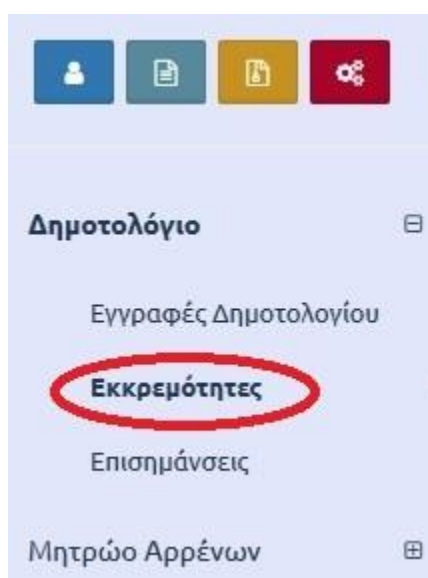 Δημοτολόγιο
Εγγραφές Δημοτολογίου
Εκκρεμότητες
Επισημάνσεις
Μητρώο Αρρένων